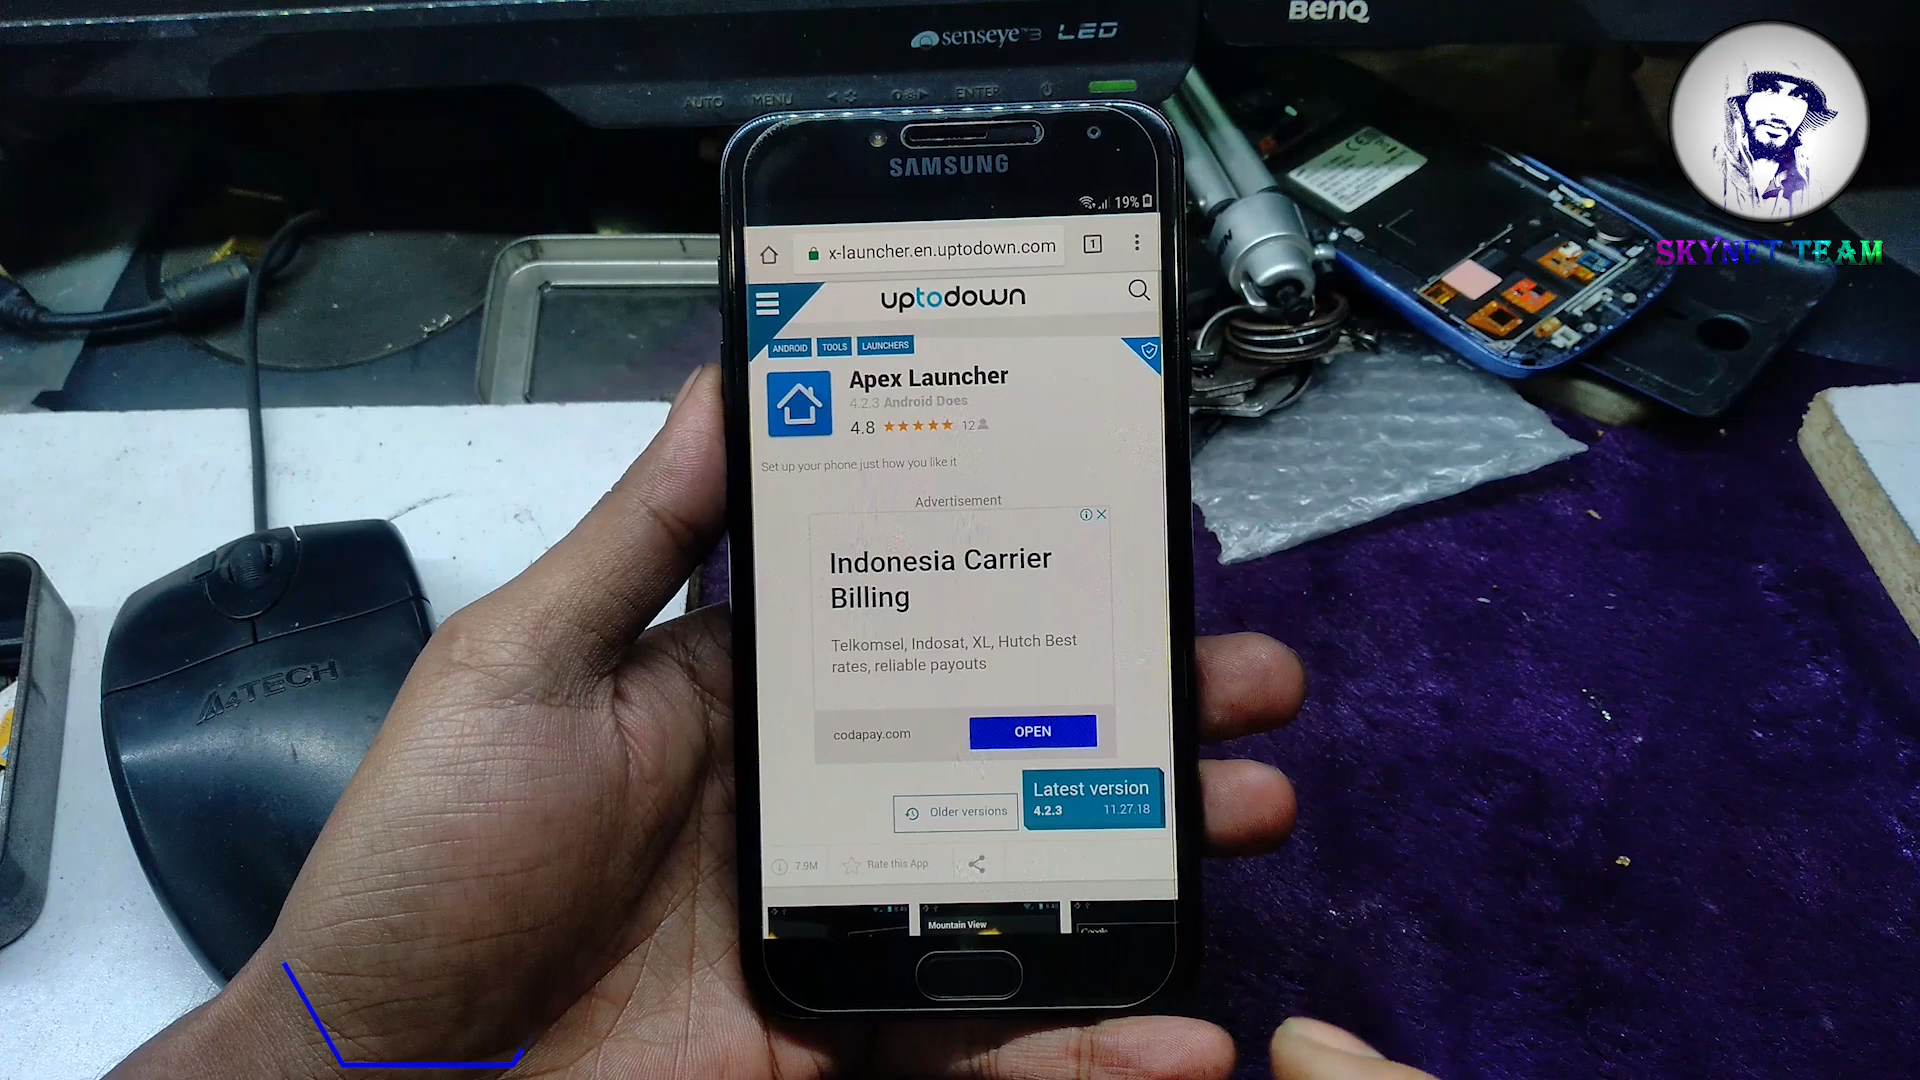 BenQ
senseye™3 LED
AUTO MENU ENTER
SKYNET TEAM
SAMSUNG
19%
x-launcher.en.uptodown.com
1
uptodown
ANDROID TOOLS LAUNCHERS
Apex Launcher
4.2.3 Android Does
4.8 12
Set up your phone just how you like it
Advertisement
Indonesia Carrier
Billing
Telkomsel, Indosat, XL, Hutch Best
rates, reliable payouts
codapay.com OPEN
Latest version
Older versions 4.2.3 11.27.18
7.9M Rate this App
Mountain View
Google
A4TECH